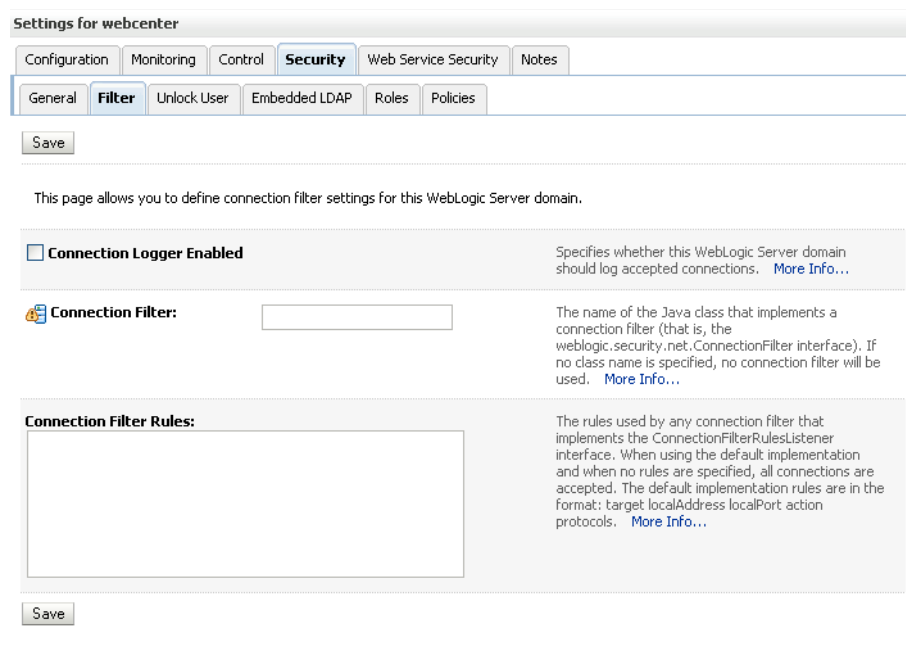 Settings for webcenter
Configuration Monitoring Control Security Web Service Security Notes
General Filter Unlock User Embedded LDAP Roles Policies
Save
This page allows you to define connection filter settings for this WebLogic Server domain.
Connection Logger Enabled
Specifies whether this WebLogic Server domain
should log accepted connections. More Info...
Connection Filter:
The name of the Java class that implements a
connection filter (that is, the
weblogic.security.net.ConnectionFilter interface). If
no class name is specified, no connection filter will be
used. More Info...
Connection Filter Rules:
The rules used by any connection filter that
implements the ConnectionFilterRulesListener
interface. When using the default implementation
and when no rules are specified, all connections are
accepted. The default implementation rules are in the
format: target localAddress localPort action
protocols. More Info...
Save